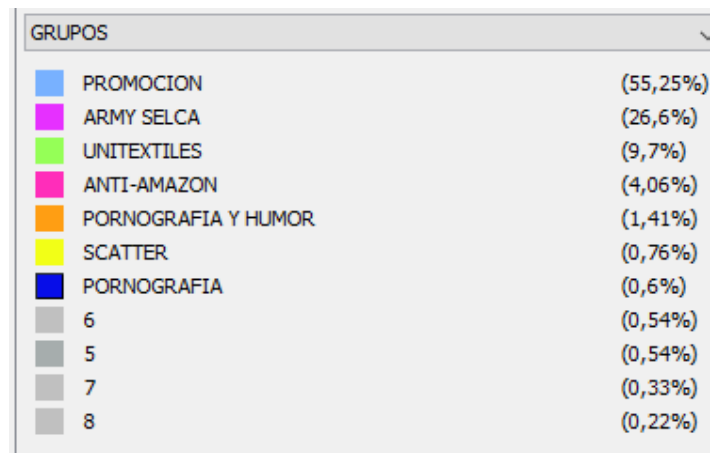 GRUPOS
PROMOCION (55,25%)
ARMY SELCA (26,6%)
UNITEXTILES (9,7%)
ANTI-AMAZON (4,06%)
PORNOGRAFIA Y HUMOR (1,41%)
SCATTER (0,76%)
PORNOGRAFIA (0,6%)
6 (0,54%)
5 (0,54%)
7 (0,33%)
8 (0,22%)